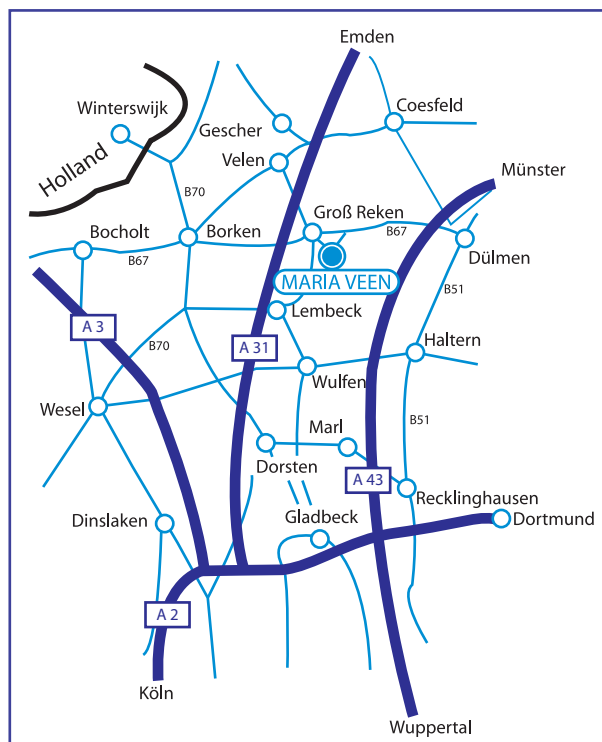 Emden
Winterswijk
Coesfeld
Gescher
Velen
Holland
Münster
B70
Groß Reken
B67
Bocholt
Borken
Dülmen
B67
MARIA VEEN
B51
Lembeck
A 3
A 31
B70
Haltern
Wulfen
Wesel
Marl
B51
Dorsten
A 43
Recklinghausen
Dinslaken
Gladbeck
Dortmund
A 2
Köln
Wuppertal